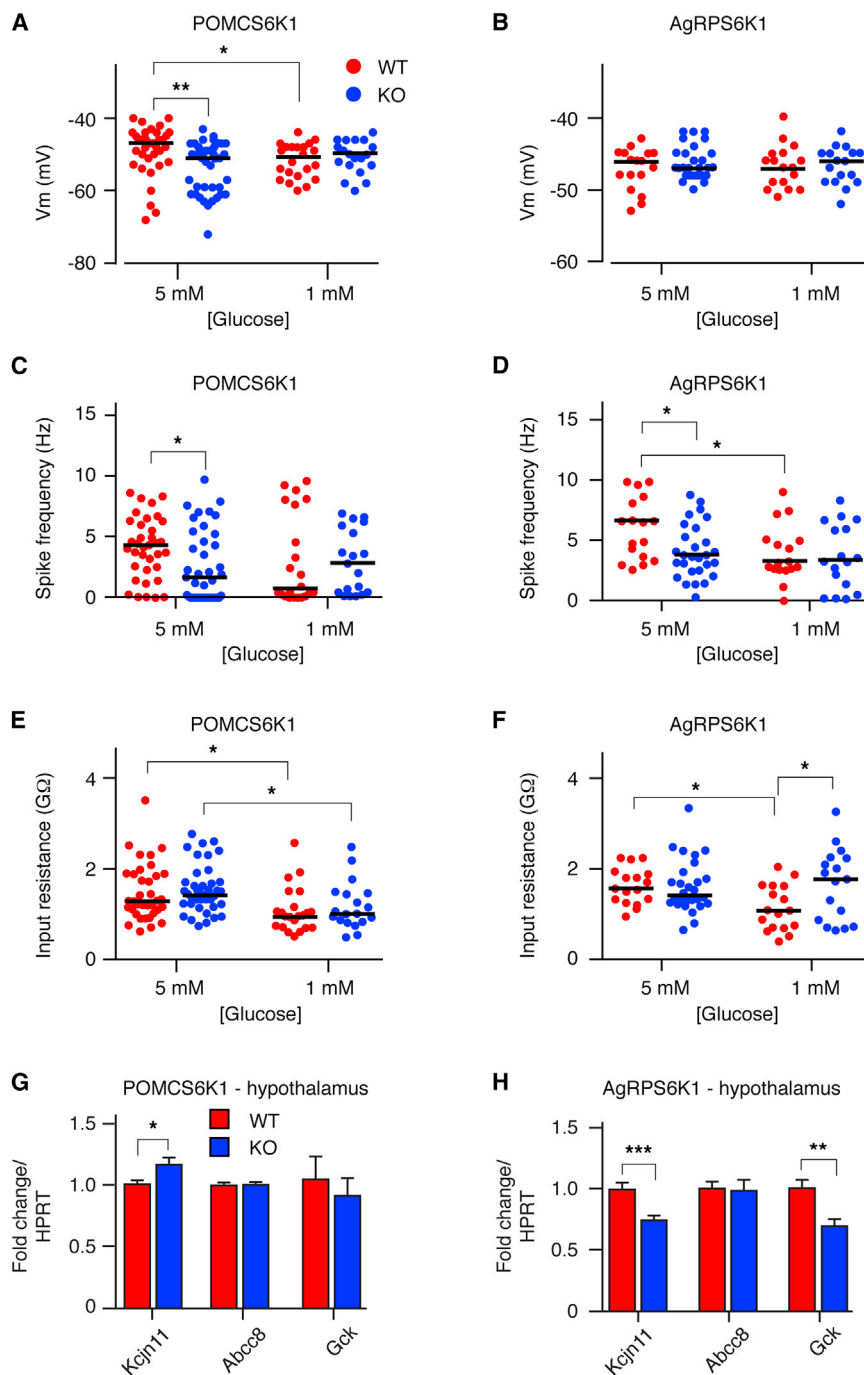 A
POMCS6K1
*
**
WT
KO
-40
-60
-80
Vm (mV)
5 mM
1 mM
[Glucose]
B
AgRPS6K1
-40
-50
-60
Vm (mV)
5 mM
1 mM
[Glucose]
C
POMCS6K1
*
15
10
5
0
Spike frequency (Hz)
5 mM
1 mM
[Glucose]
D
AgRPS6K1
*
*
15
10
5
0
Spike frequency (Hz)
5 mM
1 mM
[Glucose]
E
POMCS6K1
*
*
4
2
0
Input resistance (GΩ)
5 mM
1 mM
[Glucose]
F
AgRPS6K1
*
*
4
2
0
Input resistance (GΩ)
5 mM
1 mM
[Glucose]
G
POMCS6K1 - hypothalamus
*
WT
KO
1.5
1.0
0.5
0
Fold change/
HPRT
Kcjn11
Abcc8
Gck
H
AgRPS6K1 - hypothalamus
***
**
1.5
1.0
0.5
0
Fold change/
HPRT
Kcjn11
Abcc8
Gck